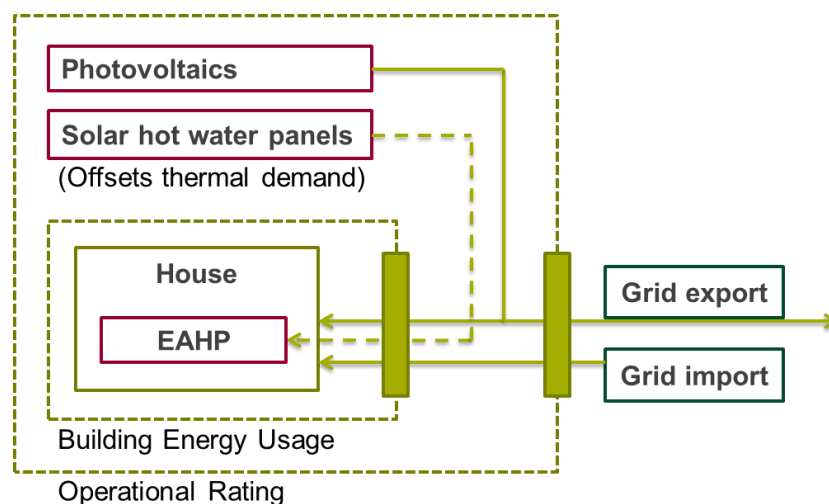 Photovoltaics
Solar hot water panels
(Offsets thermal demand)
House
EAHP
Grid export
Grid import
Building Energy Usage
Operational Rating